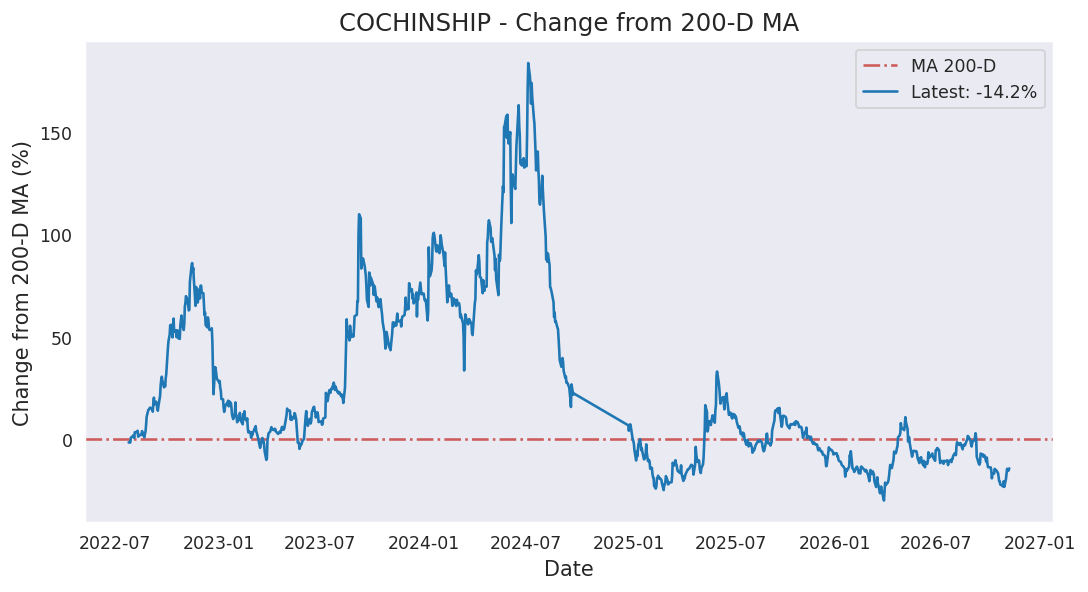 COCHINSHIP - Change from 200-D MA
MA 200-D
Latest: -14.2%
Change from 200-D MA (%)
150
100
50
0
2022-07 2023-01 2023-07 2024-01 2024-07 2025-01 2025-07 2026-01 2026-07 2027-01
Date